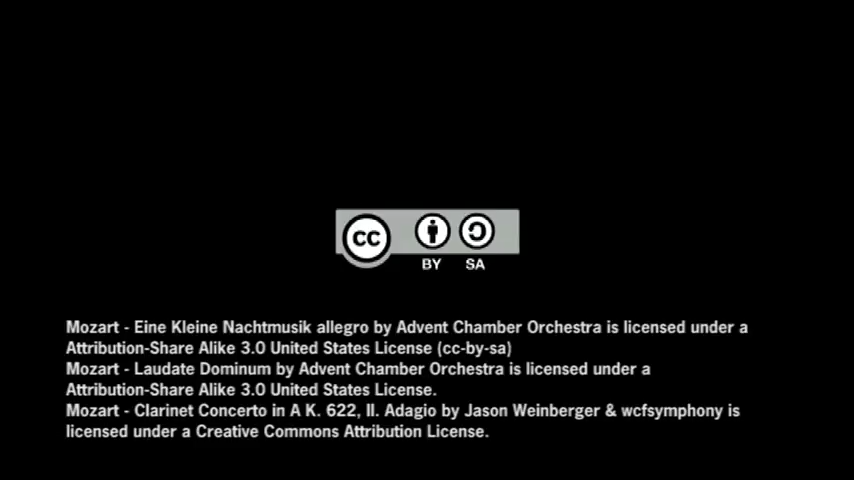 cc
BY SA
Mozart - Eine Kleine Nachtmusik allegro by Advent Chamber Orchestra is licensed under a
Attribution-Share Alike 3.0 United States License (cc-by-sa)
Mozart - Laudate Dominum by Advent Chamber Orchestra is licensed under a
Attribution-Share Alike 3.0 United States License.
Mozart - Clarinet Concerto in A K. 622, II. Adagio by Jason Weinberger & wcfsymphony is
licensed under a Creative Commons Attribution License.